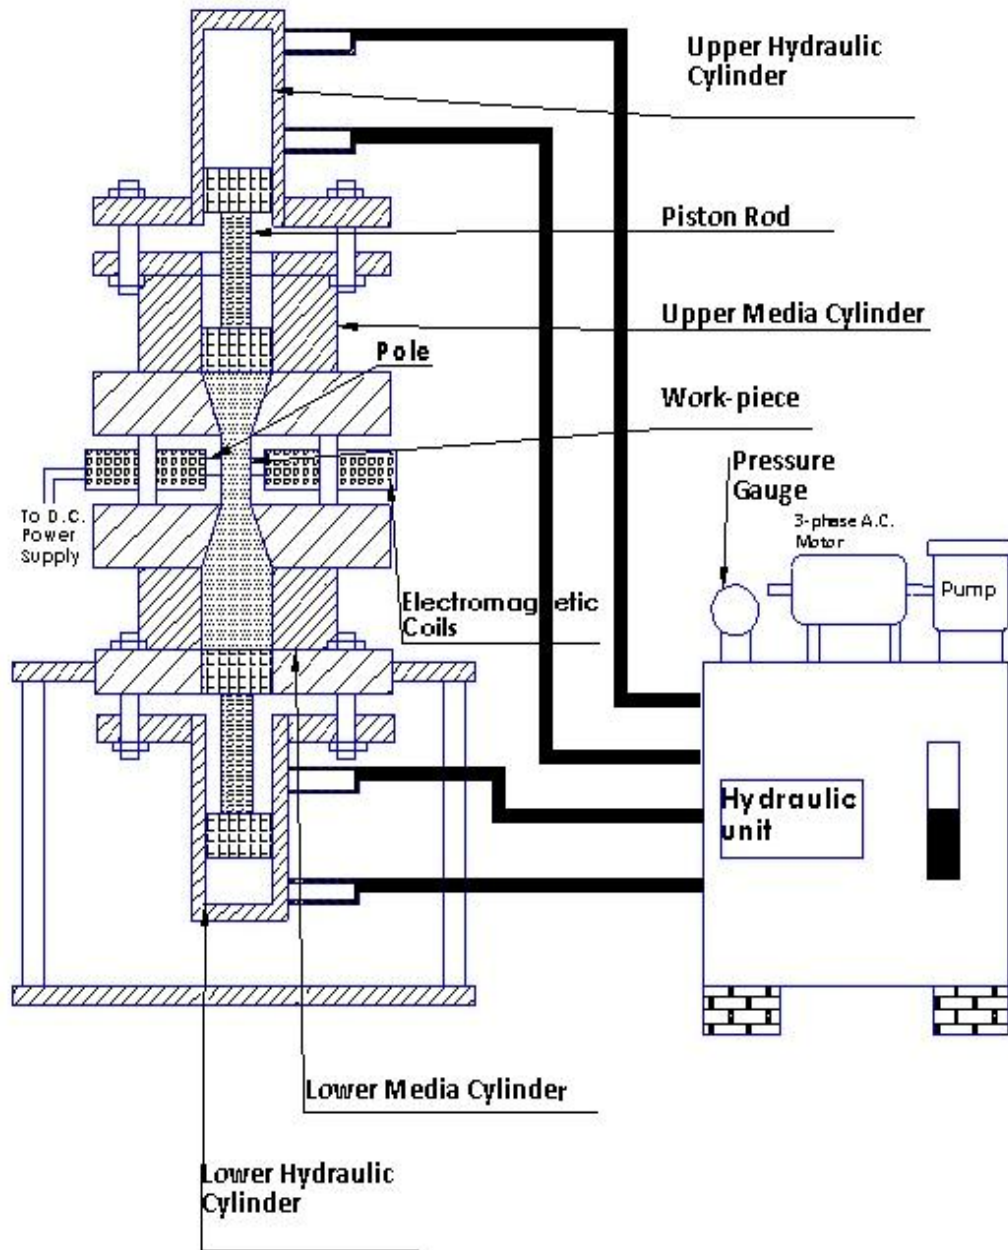 Upper Hydraulic
Cylinder
Piston Rod
Upper Media Cylinder
Pole
Work-piece
Pressure
Gauge
3-phase A.C.
Motor
Pump
To D.C.
Power
Supply
Electromagnetic
Coils
Hydraulic
unit
Lower Media Cylinder
Lower Hydraulic
Cylinder